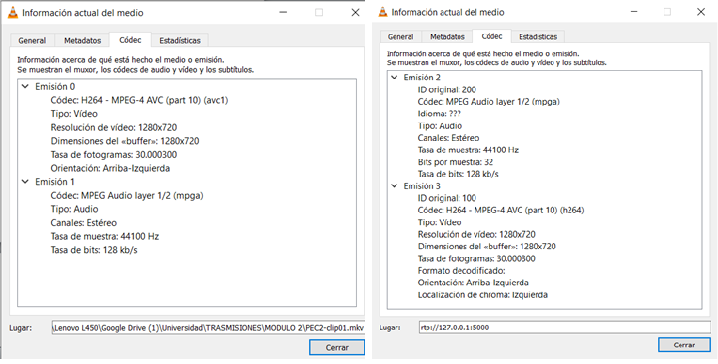 Información actual del medio
General Metadatos Códec Estadísticas
Información acerca de qué está hecho el medio o emisión.
Se muestran el muxor, los códecs de audio y vídeo y los subtítulos.
Emisión 0
Códec: H264 - MPEG-4 AVC (part 10) (avc1)
Tipo: Vídeo
Resolución de vídeo: 1280x720
Dimensiones del «buffer»: 1280x720
Tasa de fotogramas: 30.000300
Orientación: Arriba-Izquierda
Emisión 1
Códec: MPEG Audio layer 1/2 (mpga)
Tipo: Audio
Canales: Estéreo
Tasa de muestra: 44100 Hz
Tasa de bits: 128 kb/s
Lugar: \Lenovo L450\Google Drive (1)\Universidad\TRASMISIONES\MODULO 2\PEC2-clip01.mkv
Cerrar
Información actual del medio
General Metadatos Códec Estadísticas
Información acerca de qué está hecho el medio o emisión.
Se muestran el muxor, los códecs de audio y vídeo y los subtítulos.
Emisión 2
ID original: 200
Códec: MPEG Audio layer 1/2 (mpga)
Idioma: ???
Tipo: Audio
Canales: Estéreo
Tasa de muestra: 44100 Hz
Bits por muestra: 32
Tasa de bits: 128 kb/s
Emisión 3
ID original: 100
Códec: H264 - MPEG-4 AVC (part 10) (h264)
Tipo: Vídeo
Resolución de vídeo: 1280x720
Dimensiones del «buffer»: 1280x720
Tasa de fotogramas: 30.000300
Formato decodificado:
Orientación: Arriba Izquierda
Localización de chroma: Izquierda
Lugar: rtp://127.0.0.1:5000
Cerrar